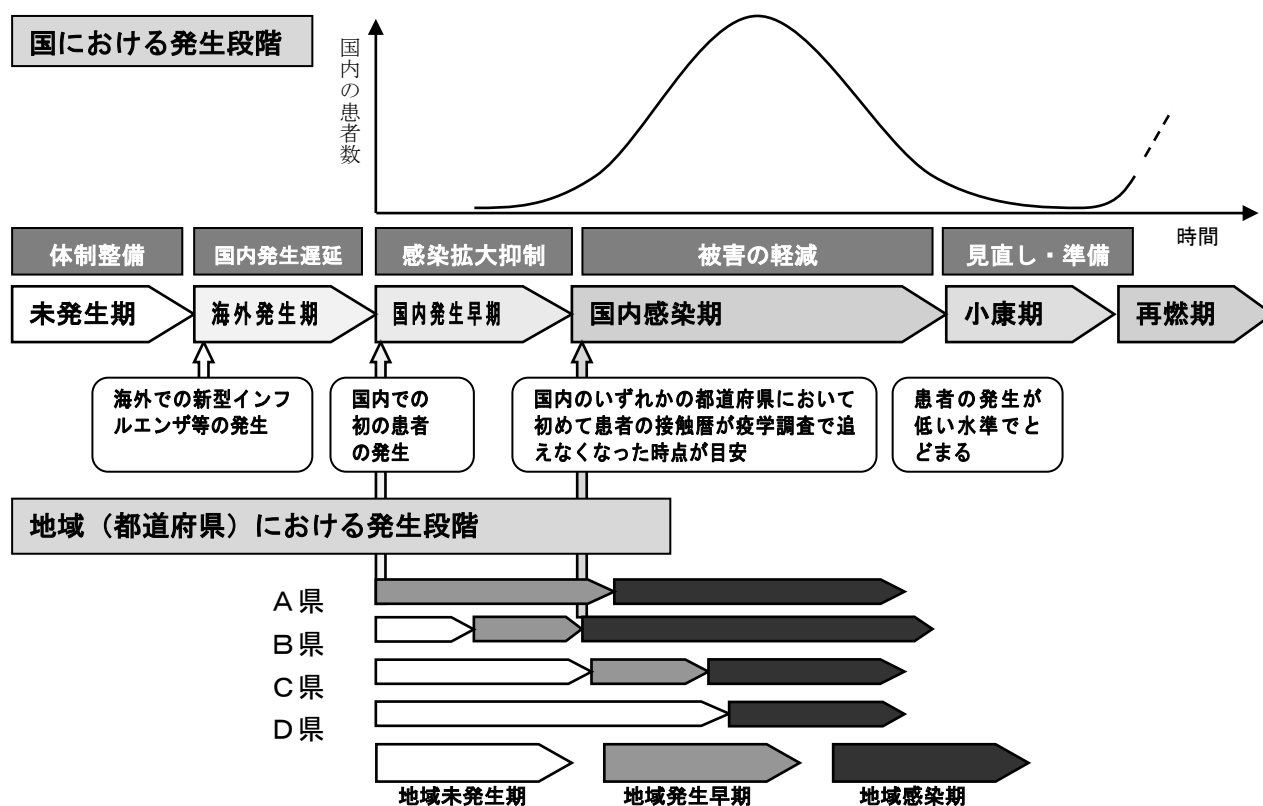 国における発生段階
国内の患者数
時間
体制整備
国内発生遅延
感染拡大抑制
被害の軽減
見直し・準備
未発生期
海外発生期
国内発生早期
国内感染期
小康期
再燃期
海外での新型インフ
ルエンザ等の発生
国内での
初の患者
の発生
国内のいずれかの都道府県において
初めて患者の接触暦が疫学調査で追
えなくなった時点が目安
患者の発生が
低い水準でと
どまる
地域（都道府県）における発生段階
A県
B県
C県
D県
地域未発生期
地域発生早期
地域感染期